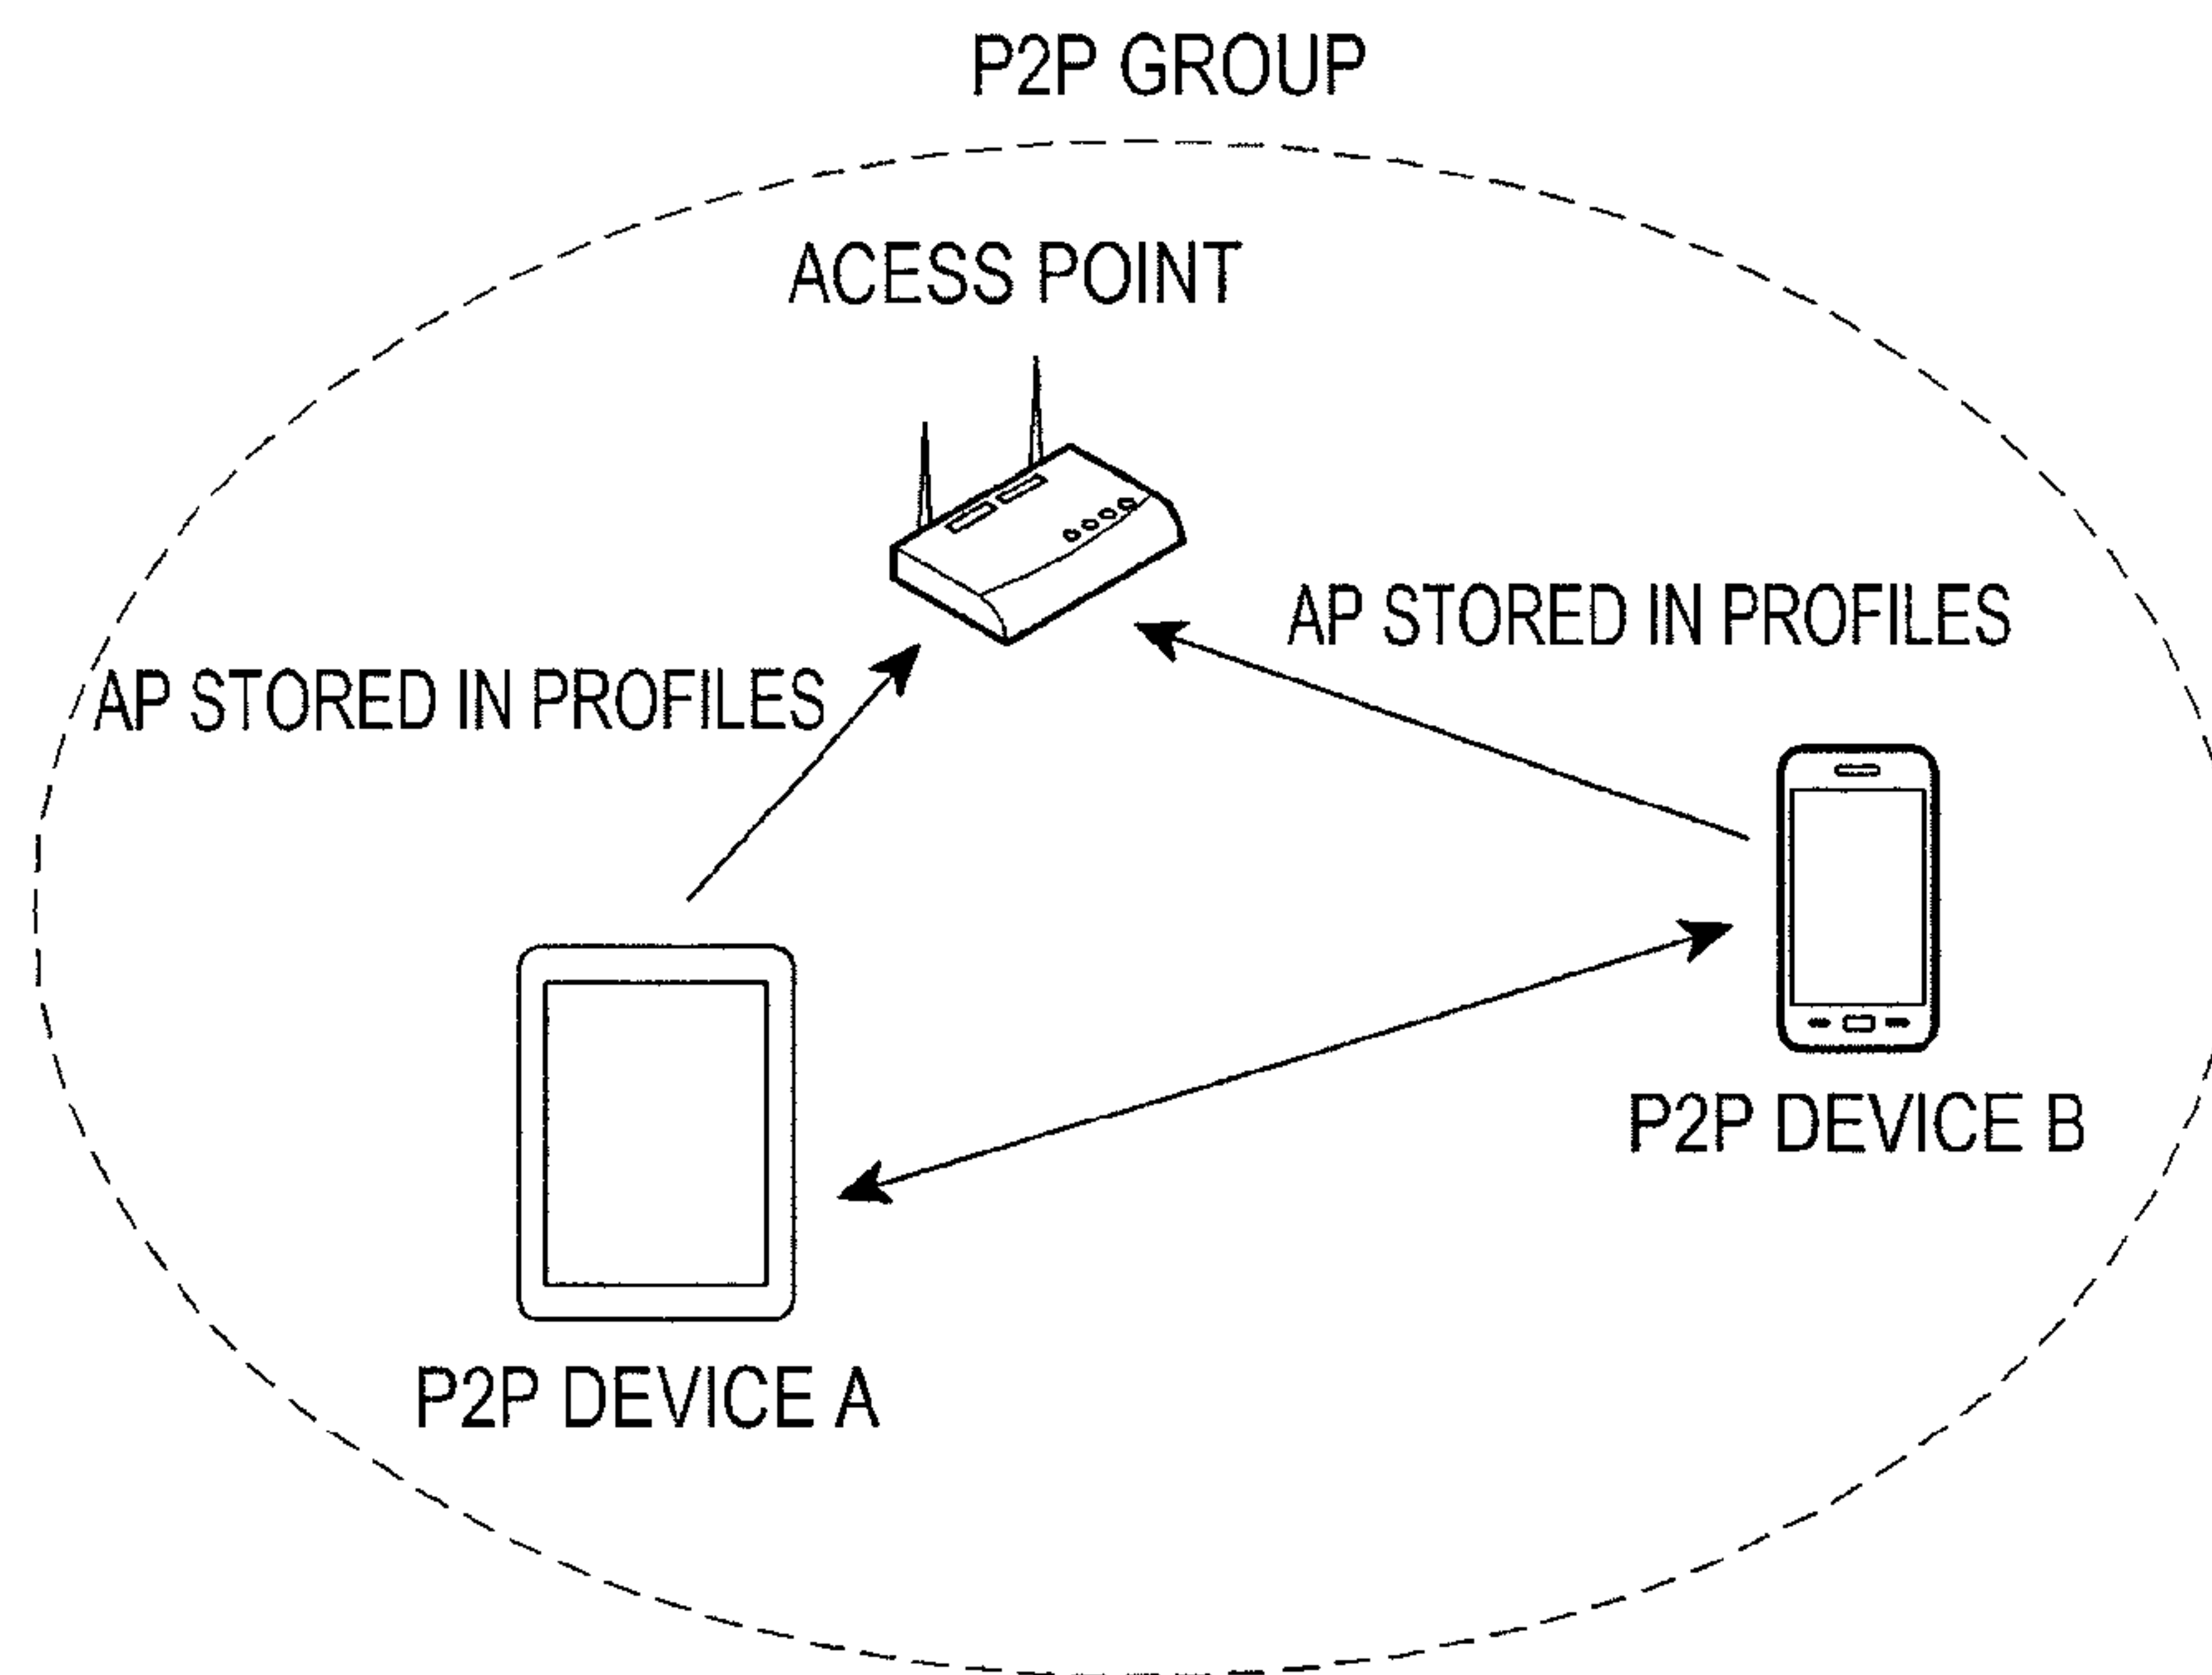 P2P GROUP
ACESS POINT
AP STORED IN PROFILES
AP STORED IN PROFILES
P2P DEVICE B
P2P DEVICE A